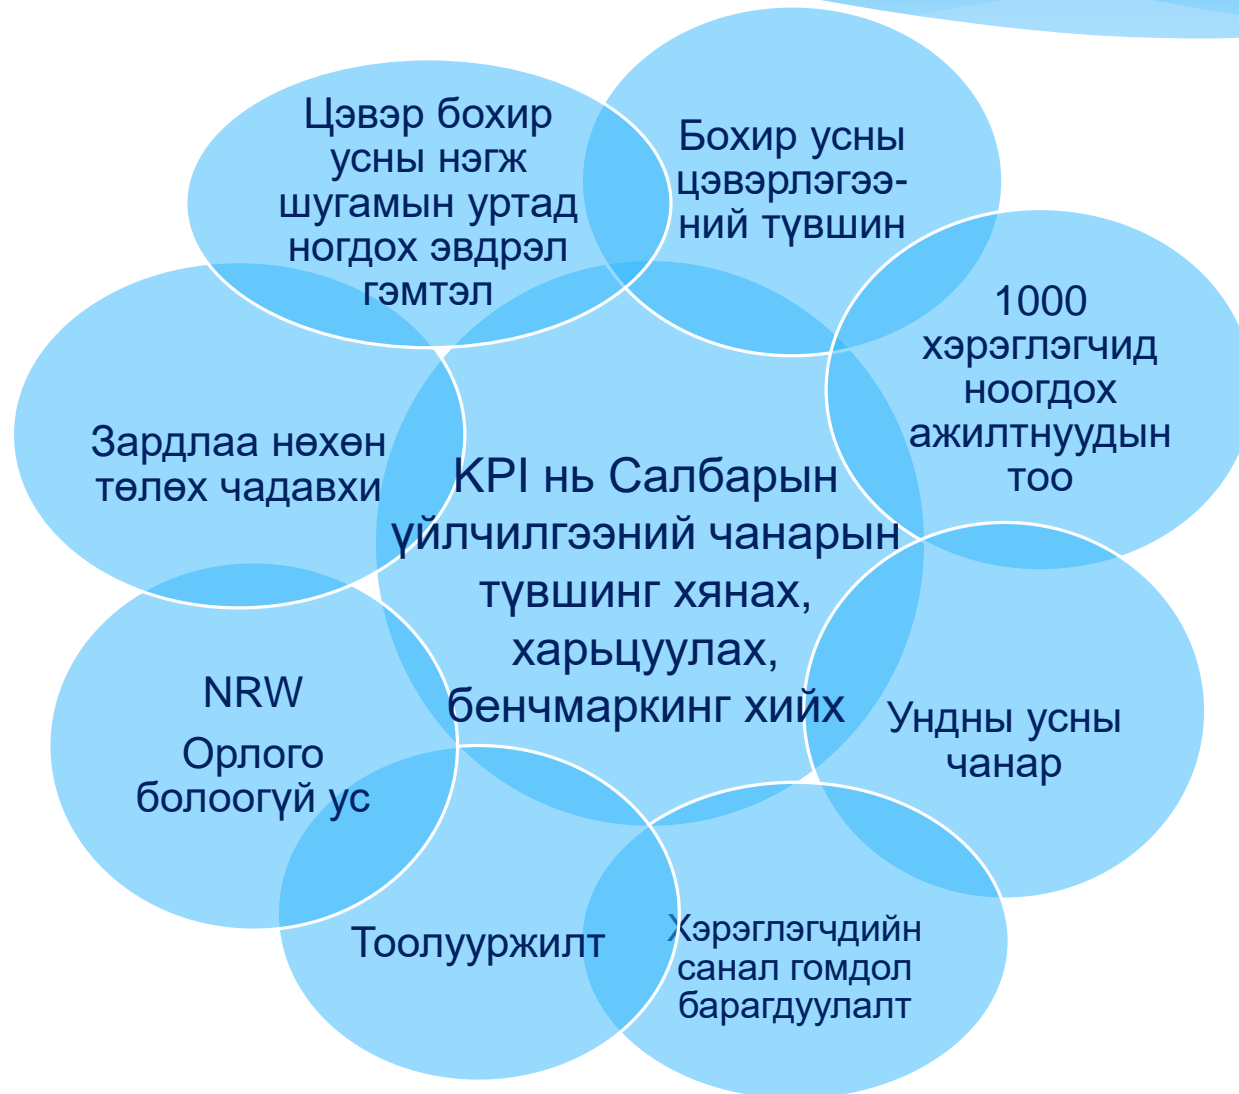 Цэвэр бохир
усны нэгж
шугамын уртад
ногдох эвдрэл
гэмтэл
Бохир усны
цэвэрлэгээ-
ний түвшин
1000
хэрэглэгчид
ноогдох
ажилтнуудын
тоо
Зардлаа нөхөн
төлөх чадавхи
KPI нь Салбарын
үйлчилгээний чанарын
түвшинг хянах,
харьцуулах,
бенчмаркинг хийх
NRW
Орлого
болоогүй ус
Ундны усны
чанар
Тоолууржилт
Хэрэглэгчдийн
санал гомдол
барагдуулалт